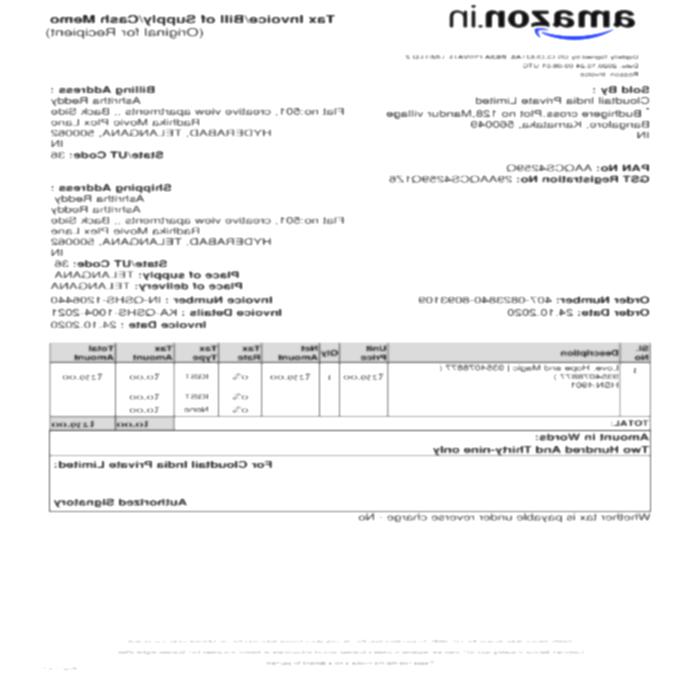 amazon.in
Tax Invoice/Bill of Supply/Cash Memo
(Original for Recipient)
Sold By :
Cloudtail India Private Limited
Budhigere cross.Plot no 128,Mandur village
Bangalore, Karnataka, 560049
IN
PAN No: AAQCS4259Q
GST Registration No: 29AAQCS4259Q1Z6
Billing Address :
Ashritha Reddy
Flat no:501, creative view apartments ,, Back Side
Radhika Movie Plex Lane
HYDERABAD, TELANGANA, 500062
IN
State/UT Code: 36
Shipping Address :
Ashritha Reddy
Ashritha Reddy
Flat no:501, creative view apartments ,, Back Side
Radhika Movie Plex Lane
HYDERABAD, TELANGANA, 500062
IN
State/UT Code: 36
Place of supply: TELANGANA
Place of delivery: TELANGANA
Order Number: 407-0823840-8093109
Order Date: 24.10.2020
Invoice Number : IN-QSHS-1206440
Invoice Details : KA-QSHS-1004-2021
Invoice Date : 24.10.2020
Sl. No Description Unit Price Qty Net Amount Tax Rate Tax Type Tax Amount Total Amount
1 Love, Hope and Magic | 9354078877 ( ₹239.00 1 ₹239.00 0% IGST ₹0.00 ₹239.00
9354078877 )
HSN:4901 0% IGST ₹0.00
0% None ₹0.00
TOTAL: ₹0.00 ₹239.00
Amount in Words:
Two Hundred And Thirty-nine only
For Cloudtail India Private Limited:
Authorized Signatory
Whether tax is payable under reverse charge - No